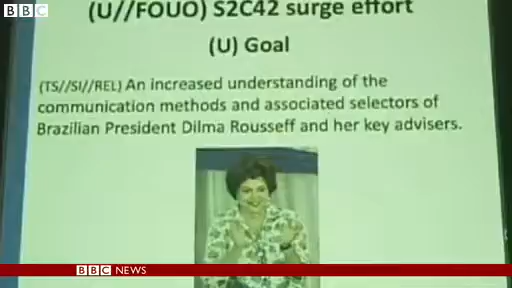 BBC
(U//FOUO) S2C42 surge effort
(U) Goal
(TS//SI//REL) An increased understanding of the
communication methods and associated selectors of
Brazilian President Dilma Rousseff and her key advisers.
BBC NEWS